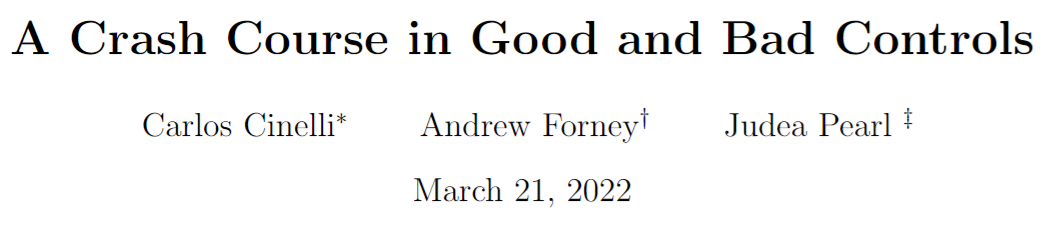 A Crash Course in Good and Bad Controls
Carlos Cinelli* Andrew Forney† Judea Pearl ‡
March 21, 2022